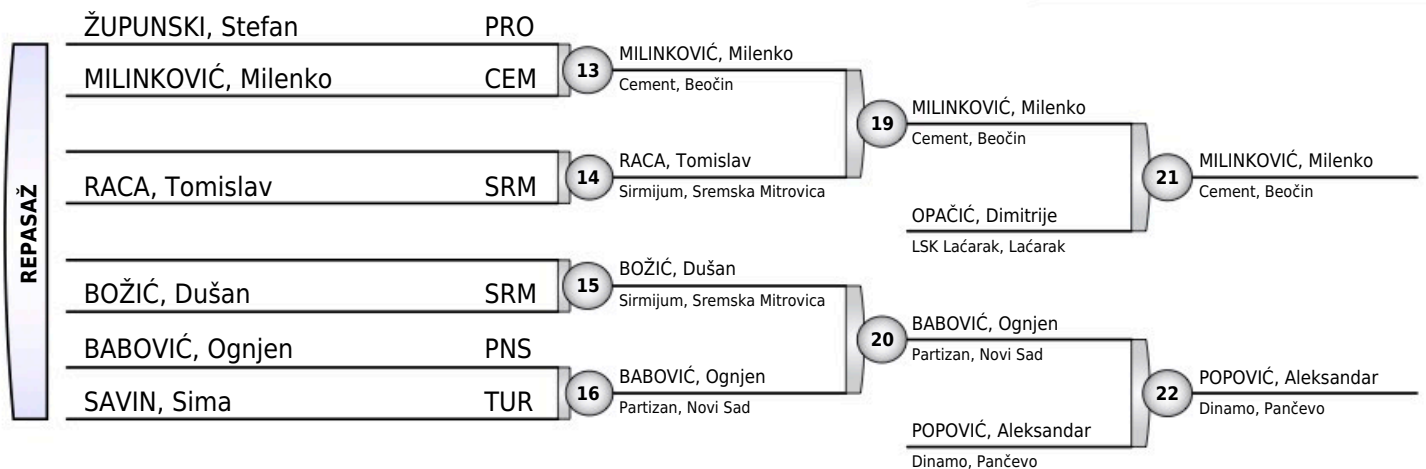 REPASAŽ
ŽUPUNSKI, Stefan PRO
MILINKOVIĆ, Milenko CEM
RACA, Tomislav SRM
BOŽIĆ, Dušan SRM
BABOVIĆ, Ognjen PNS
SAVIN, Sima TUR
13
MILINKOVIĆ, Milenko
Cement, Beočin
14
RACA, Tomislav
Sirmijum, Sremska Mitrovica
15
BOŽIĆ, Dušan
Sirmijum, Sremska Mitrovica
16
BABOVIĆ, Ognjen
Partizan, Novi Sad
19
MILINKOVIĆ, Milenko
Cement, Beočin
OPAČIĆ, Dimitrije
LSK Laćarak, Laćarak
20
BABOVIĆ, Ognjen
Partizan, Novi Sad
POPOVIĆ, Aleksandar
Dinamo, Pančevo
21
MILINKOVIĆ, Milenko
Cement, Beočin
22
POPOVIĆ, Aleksandar
Dinamo, Pančevo